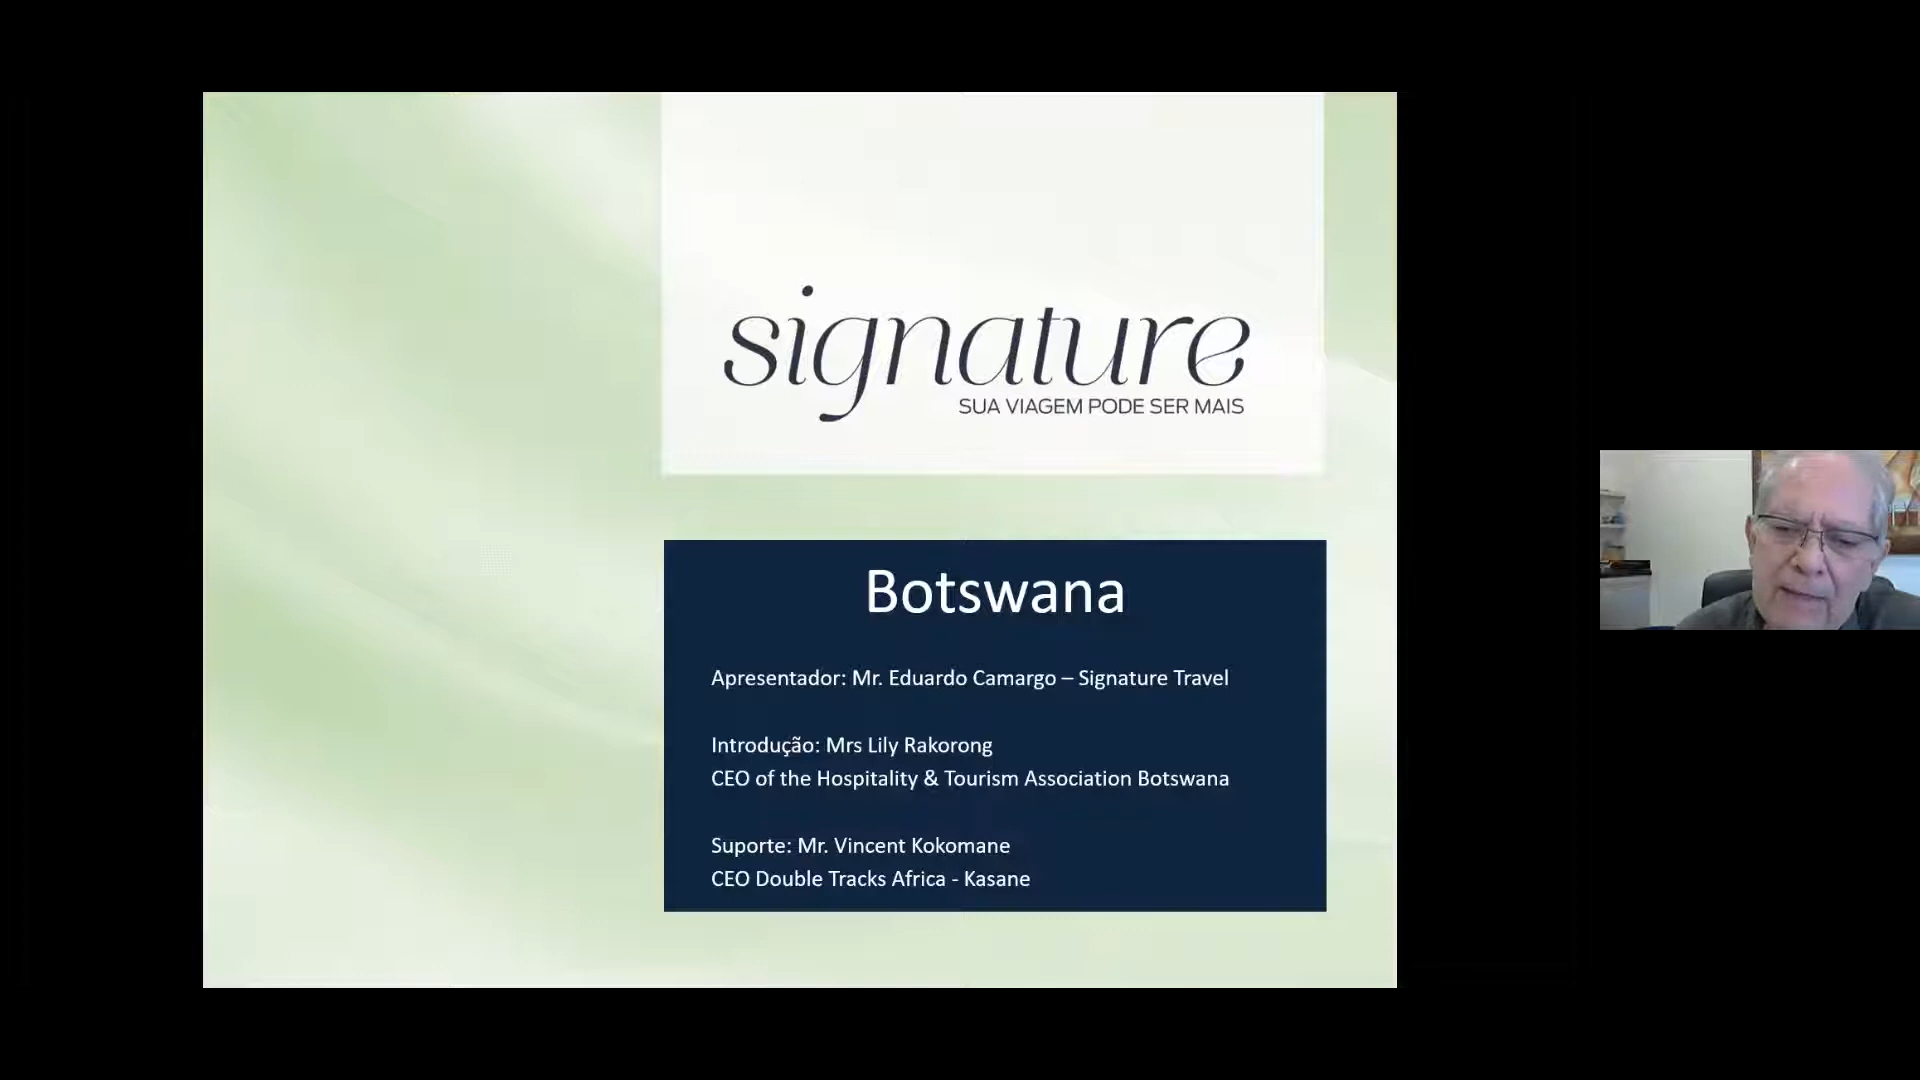 signature
SUA VIAGEM PODE SER MAIS
Botswana
Apresentador: Mr. Eduardo Camargo – Signature Travel
Introdução: Mrs Lily Rakorong
CEO of the Hospitality & Tourism Association Botswana
Suporte: Mr. Vincent Kokomane
CEO Double Tracks Africa - Kasane